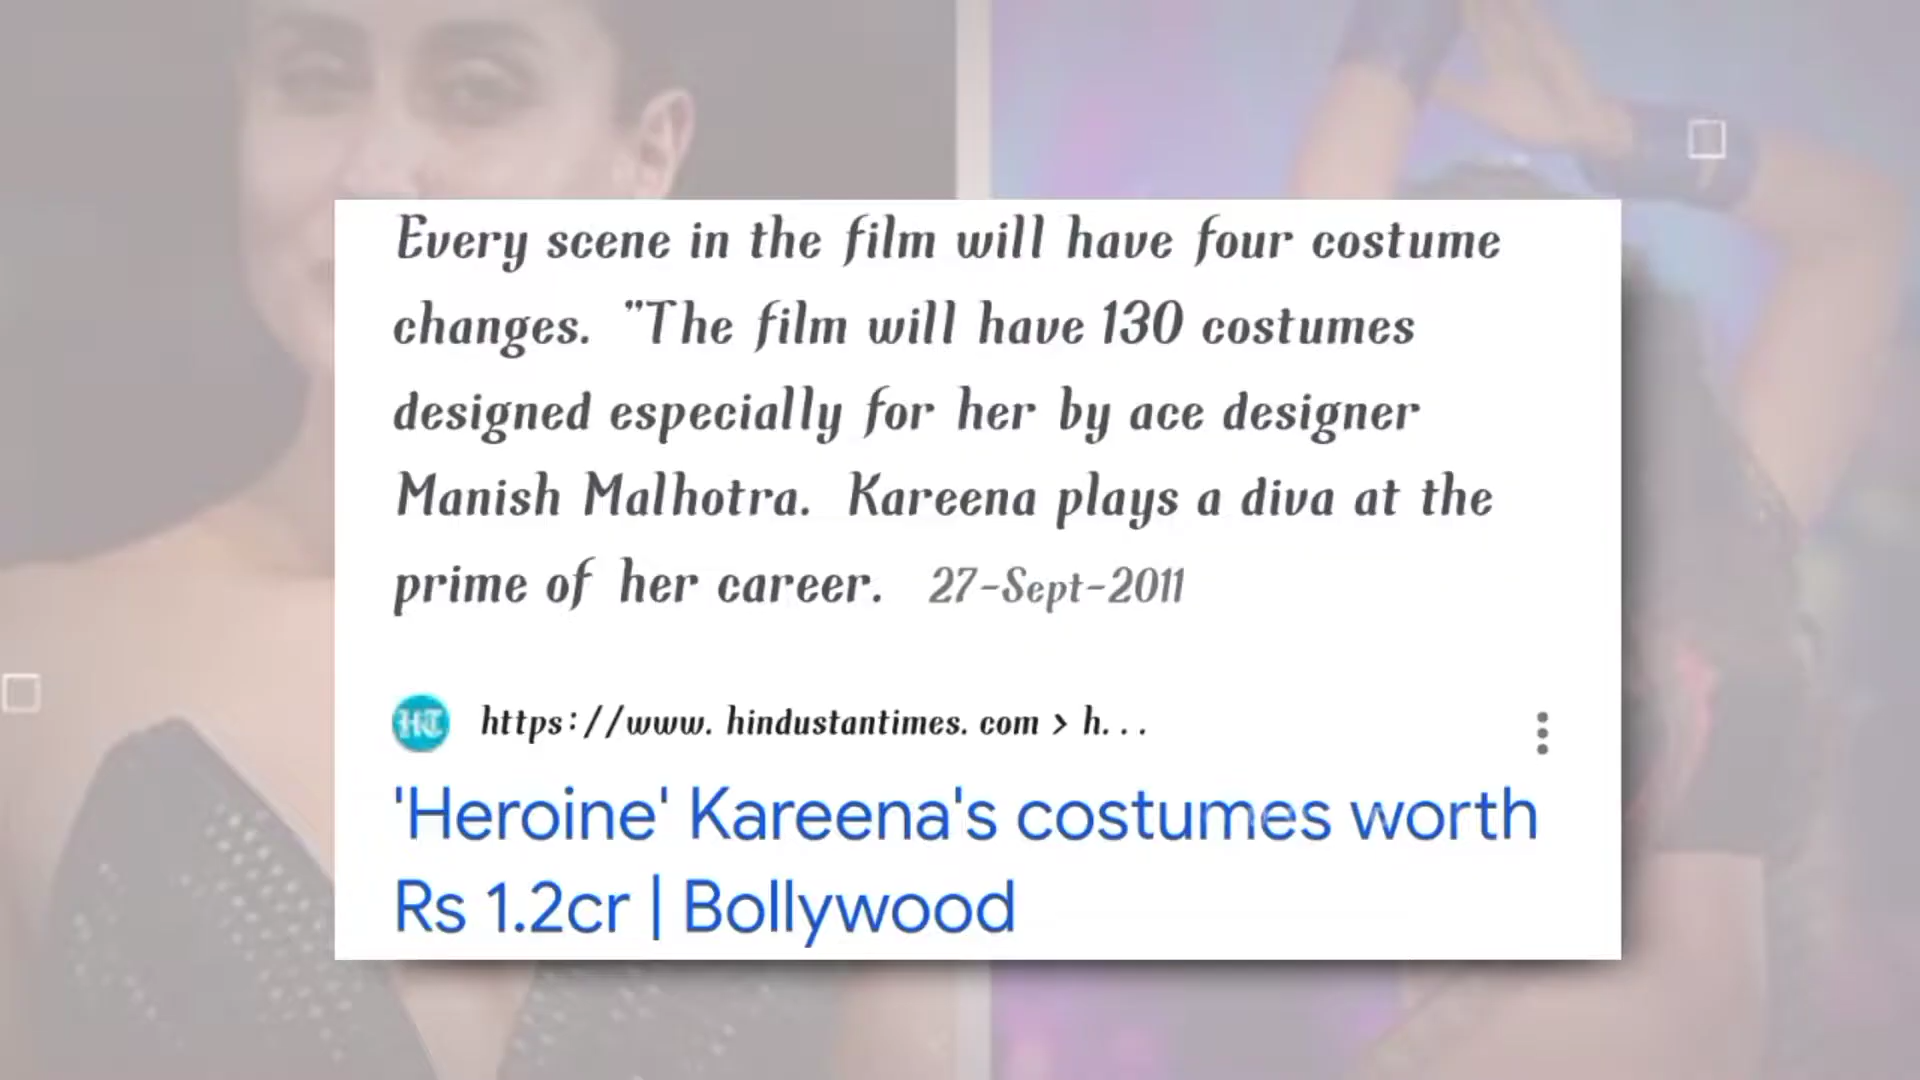 Every scene in the film will have four costume
changes. "The film will have 130 costumes
designed especially for her by ace designer
Manish Malhotra. Kareena plays a diva at the
prime of her career. 27-Sept-2011
HT https://www. hindustantimes. com > h. . .
'Heroine' Kareena's costumes worth
Rs 1.2cr | Bollywood